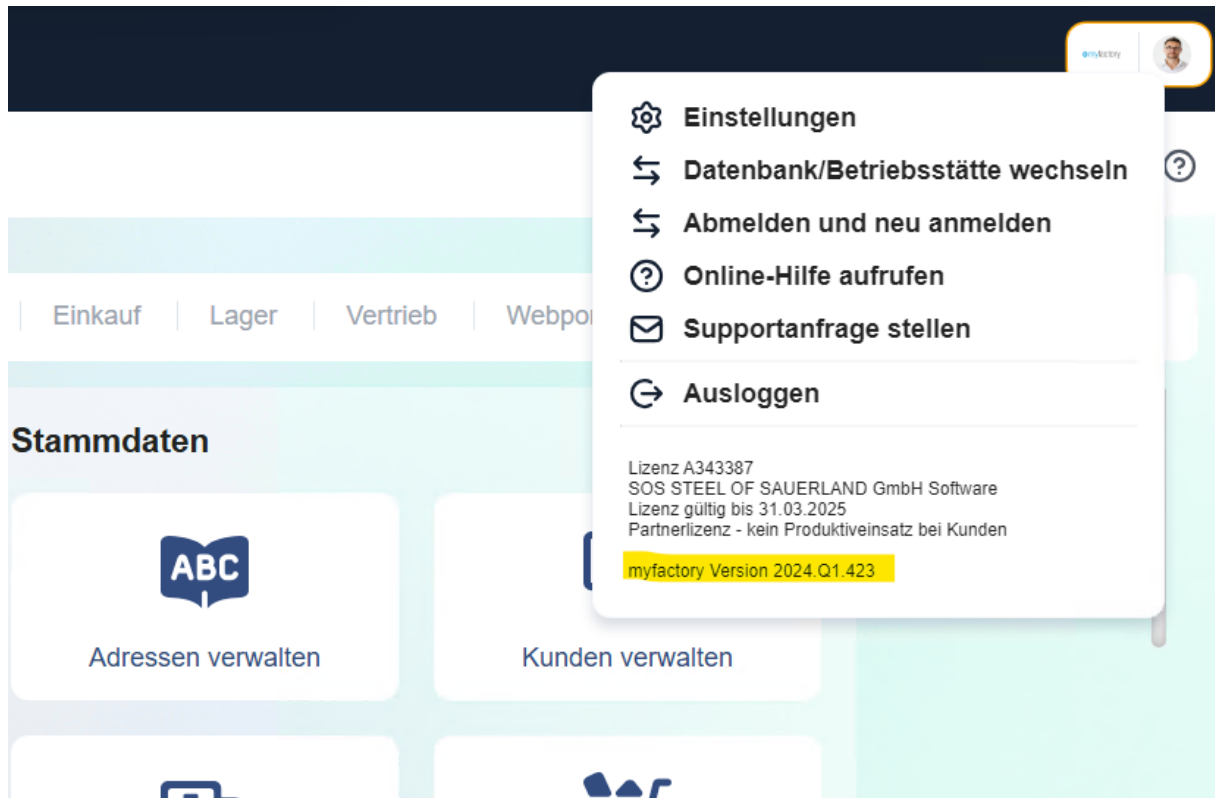 myfactory
Einstellungen
Datenbank/Betriebsstätte wechseln
Abmelden und neu anmelden
Online-Hilfe aufrufen
Supportanfrage stellen
Ausloggen
Lizenz A343387
SOS STEEL OF SAUERLAND GmbH Software
Lizenz gültig bis 31.03.2025
Partnerlizenz - kein Produktiveinsatz bei Kunden
myfactory Version 2024.Q1.423
Einkauf Lager Vertrieb Webpo
Stammdaten
ABC
Adressen verwalten Kunden verwalten